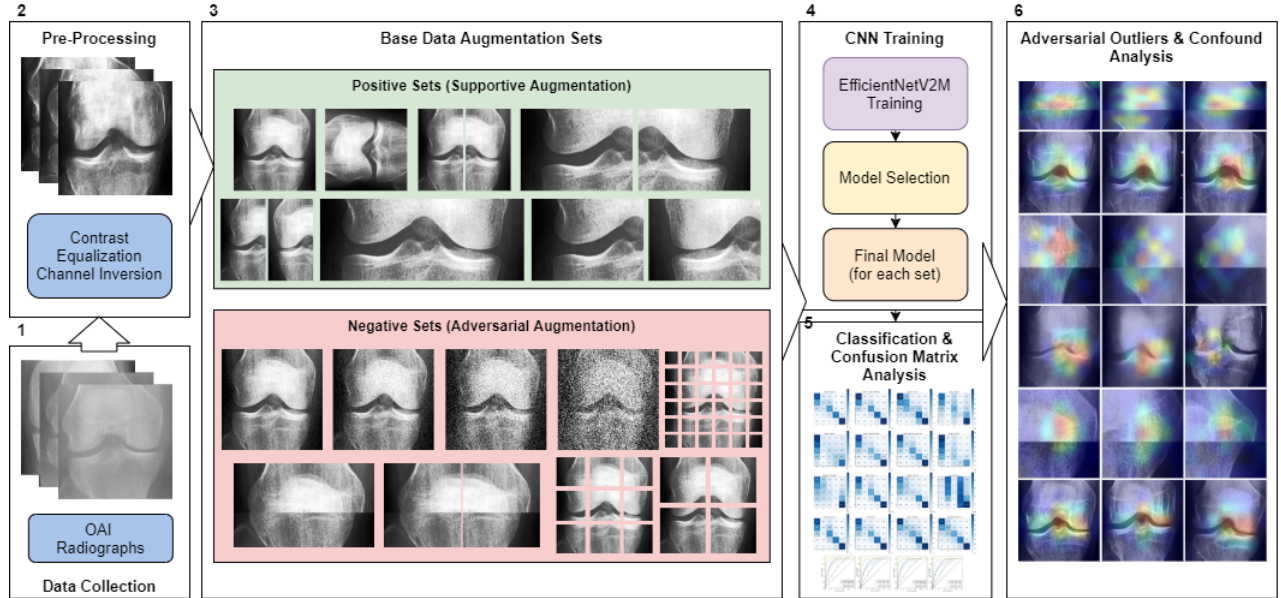 2
Pre-Processing
Contrast
Equalization
Channel Inversion
1
OAI
Radiographs
Data Collection
3
Base Data Augmentation Sets
Positive Sets (Supportive Augmentation)
Negative Sets (Adversarial Augmentation)
4
CNN Training
EfficientNetV2M
Training
Model Selection
Final Model
(for each set)
5
Classification &
Confusion Matrix
Analysis
6
Adversarial Outliers & Confound
Analysis